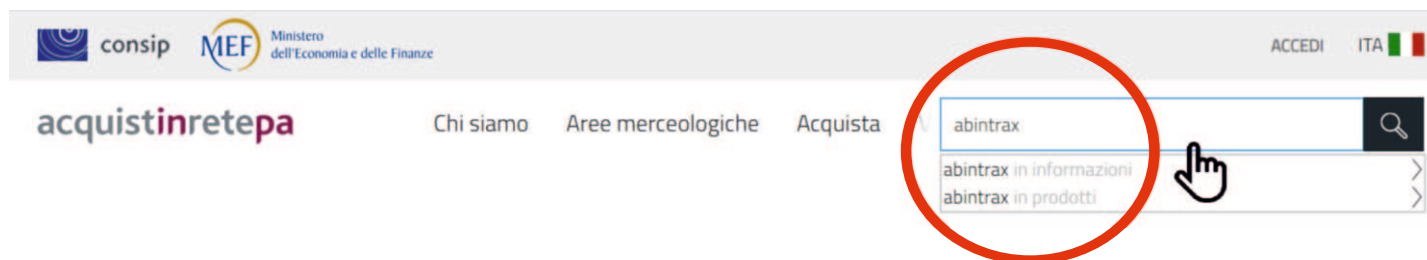 consip
MEF
Ministero
dell'Economia e delle Finanze
ACCEDI
ITA
acquistinretepa
Chi siamo
Aree merceologiche
Acquista
abintrax
abintrax in informazioni
abintrax in prodotti